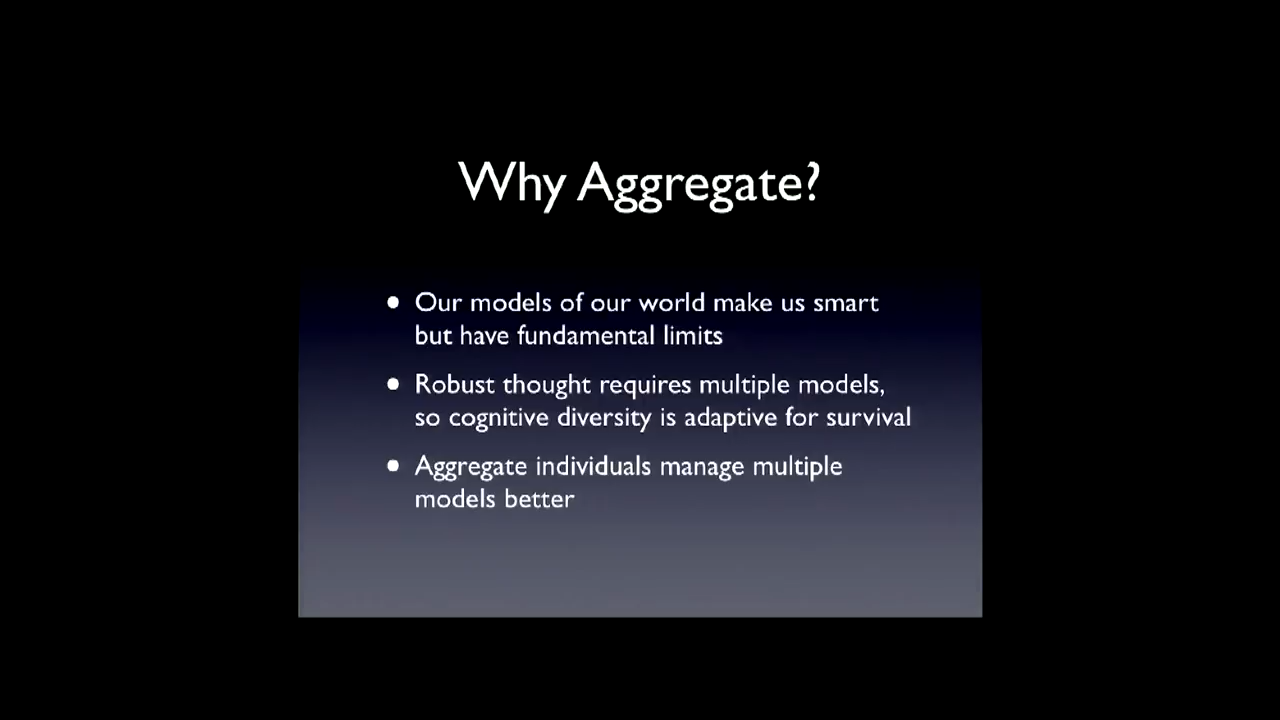 Why Aggregate?
• Our models of our world make us smart
but have fundamental limits
• Robust thought requires multiple models,
so cognitive diversity is adaptive for survival
• Aggregate individuals manage multiple
models better